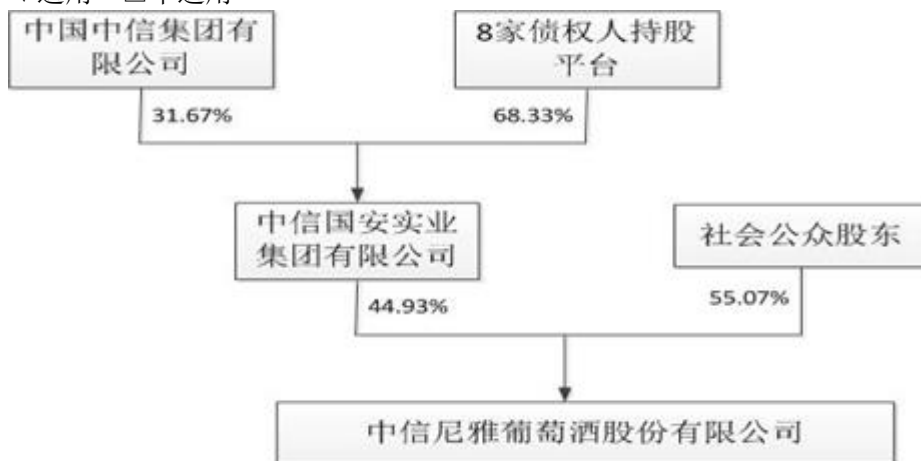 中国中信集团有
限公司
8家债权人持股
平台
31.67%
68.33%
中信国安实业
集团有限公司
社会公众股东
44.93%
55.07%
中信尼雅葡萄酒股份有限公司